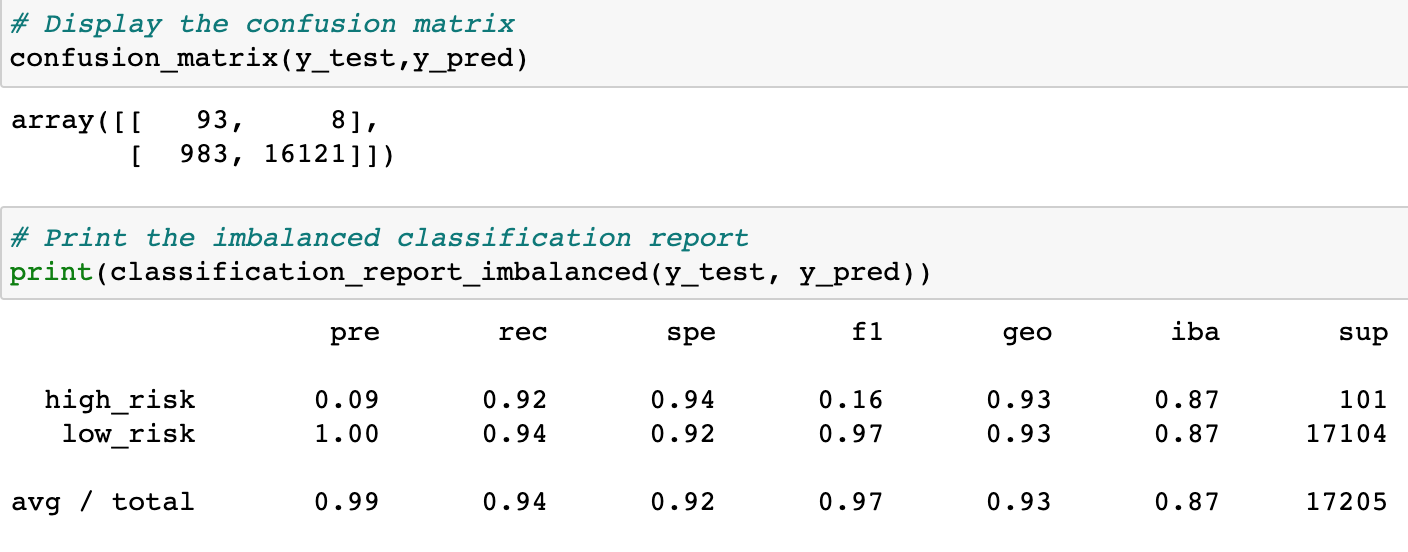 # Display the confusion matrix
confusion_matrix(y_test,y_pred)
array([[   93,     8],
       [  983, 16121]])
# Print the imbalanced classification report
print(classification_report_imbalanced(y_test, y_pred))
                   pre       rec       spe        f1       geo       iba       sup
  high_risk       0.09      0.92      0.94      0.16      0.93      0.87       101
   low_risk       1.00      0.94      0.92      0.97      0.93      0.87     17104
avg / total       0.99      0.94      0.92      0.97      0.93      0.87     17205